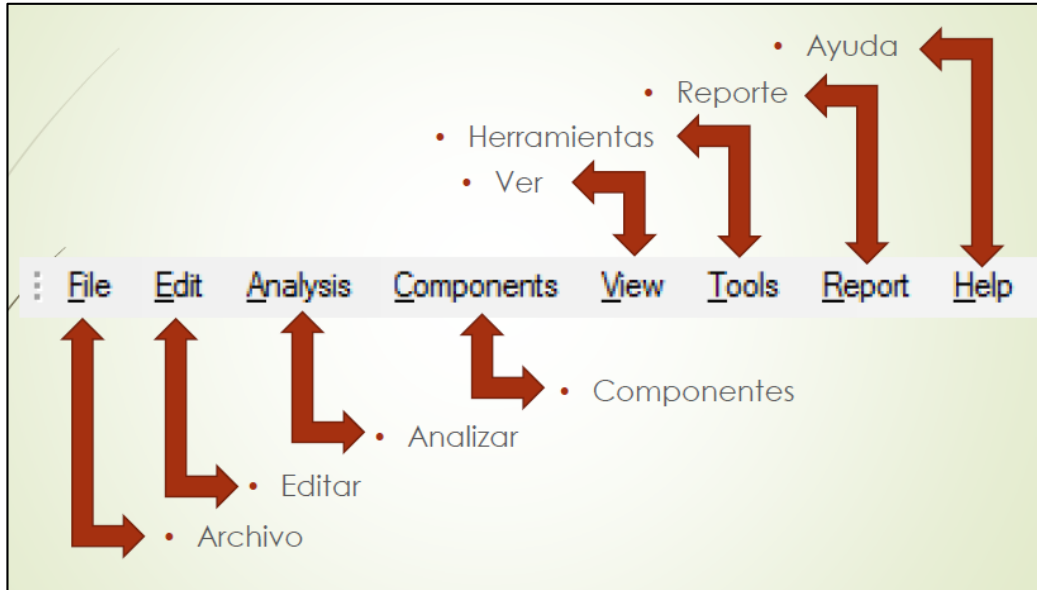 • Ayuda
• Reporte
• Herramientas
• Ver
File Edit Analysis Components View Tools Report Help
• Componentes
• Analizar
• Editar
• Archivo